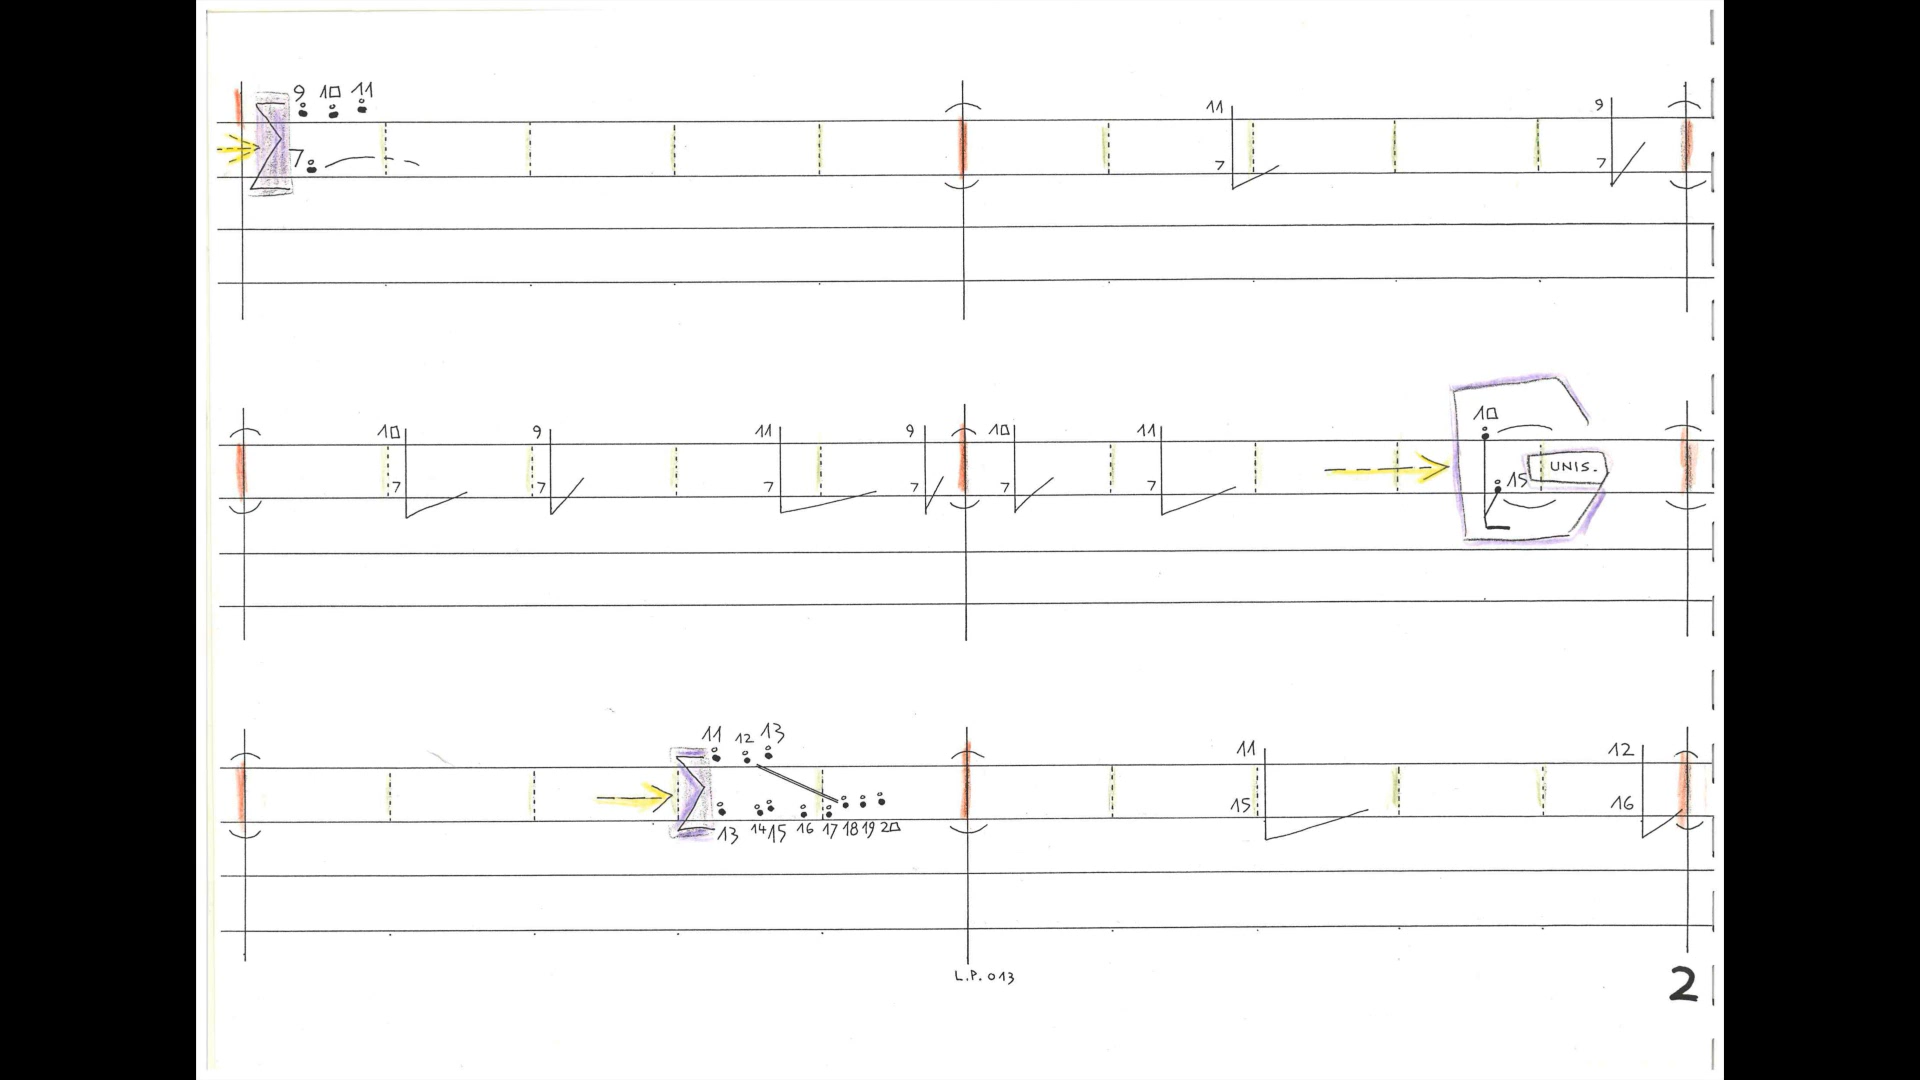 9 10 11
7
11 9
7 7
10 9 11 9 10 11 10
7 7 7 7 7 7 15 UNIS.
11 12 13
13 14 15 16 17 18 19 20
11 12
15 16
L.P. 013
2